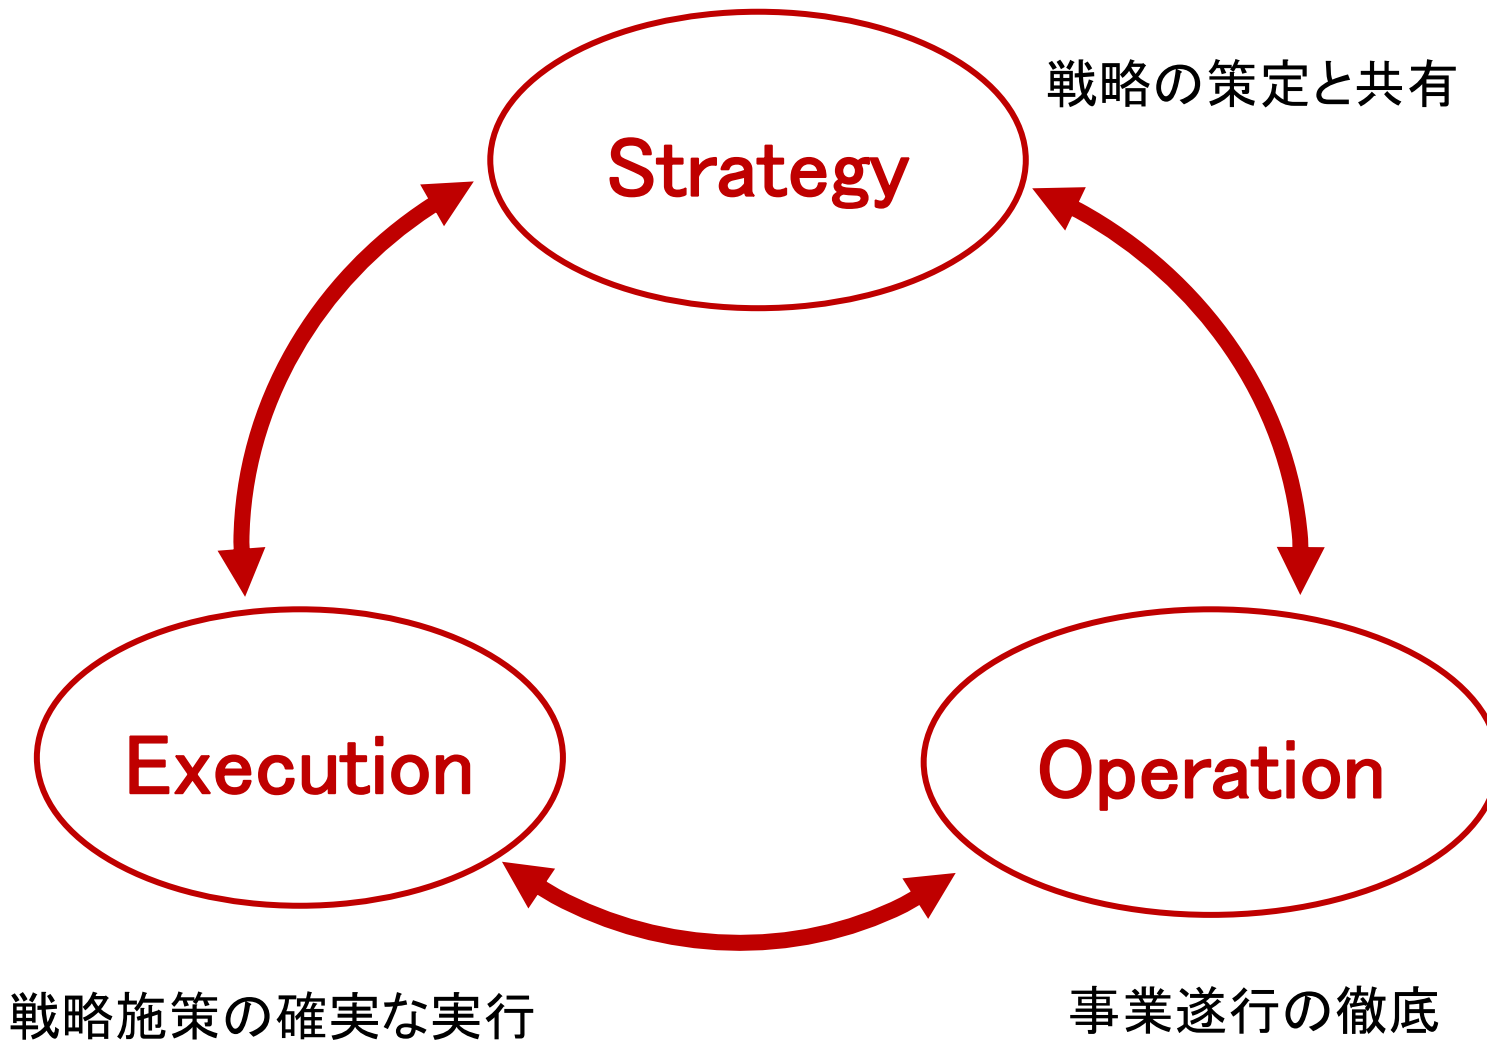 戦略の策定と共有
Strategy
Execution
Operation
戦略施策の確実な実行
事業遂行の徹底